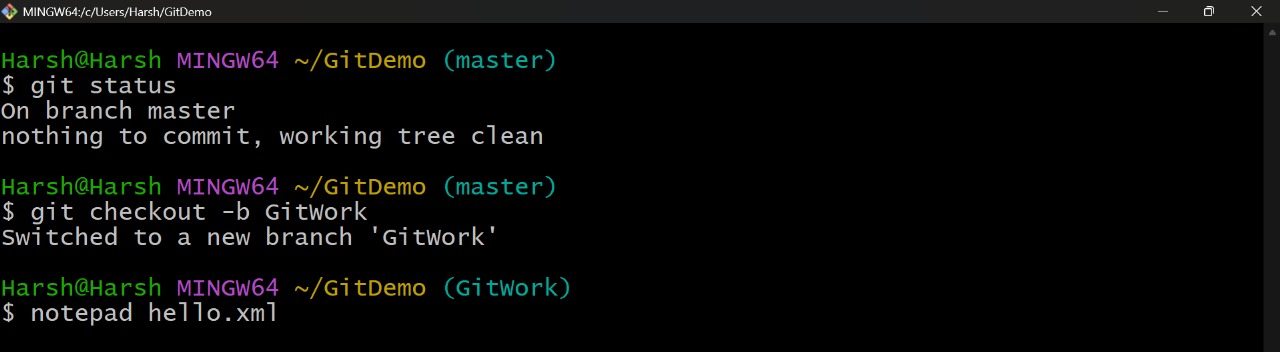 MINGW64:/c/Users/Harsh/GitDemo
Harsh@Harsh MINGW64 ~/GitDemo (master)
$ git status
On branch master
nothing to commit, working tree clean
Harsh@Harsh MINGW64 ~/GitDemo (master)
$ git checkout -b GitWork
Switched to a new branch 'GitWork'
Harsh@Harsh MINGW64 ~/GitDemo (GitWork)
$ notepad hello.xml